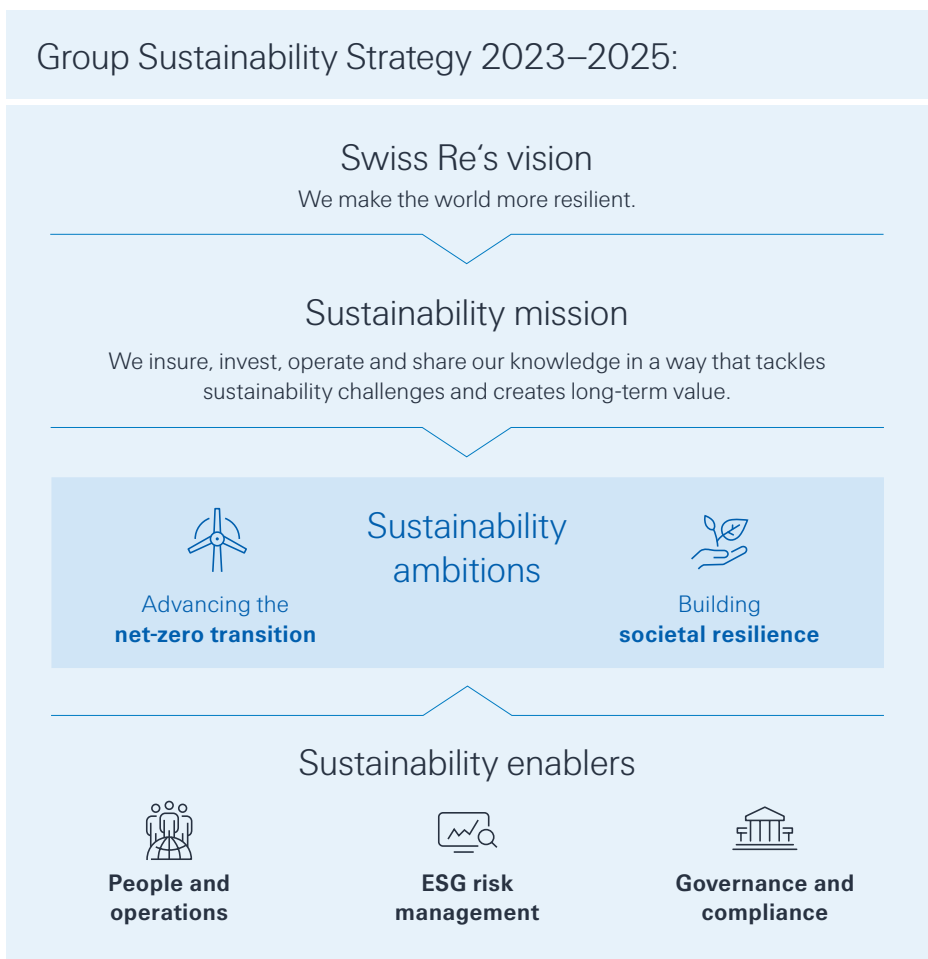 Group Sustainability Strategy 2023–2025:
Swiss Re‘s vision
We make the world more resilient.
Sustainability mission
We insure, invest, operate and share our knowledge in a way that tackles
sustainability challenges and creates long-term value.
Sustainability
ambitions
Advancing the
net-zero transition
Building
societal resilience
Sustainability enablers
People and
operations
ESG risk
management
Governance and
compliance